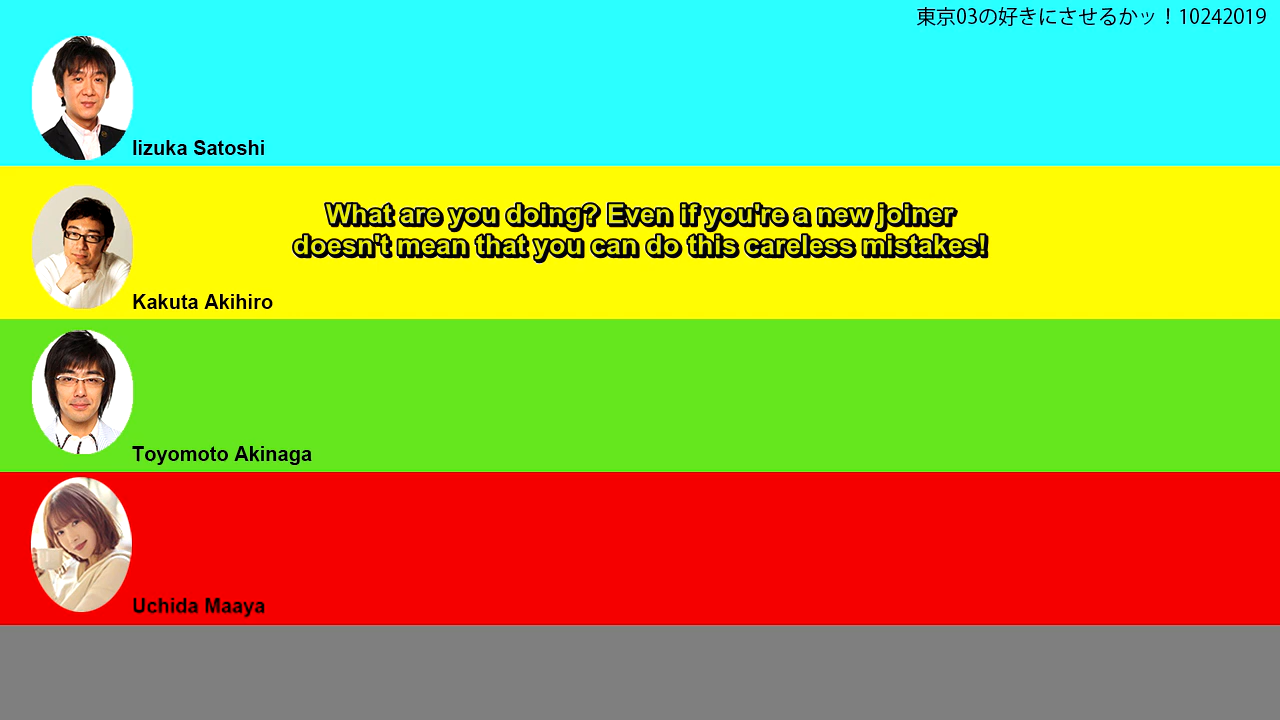 東京03の好きにさせるかッ！10242019
Iizuka Satoshi
What are you doing? Even if you're a new joiner
doesn't mean that you can do this careless mistakes!
Kakuta Akihiro
Toyomoto Akinaga
Uchida Maaya